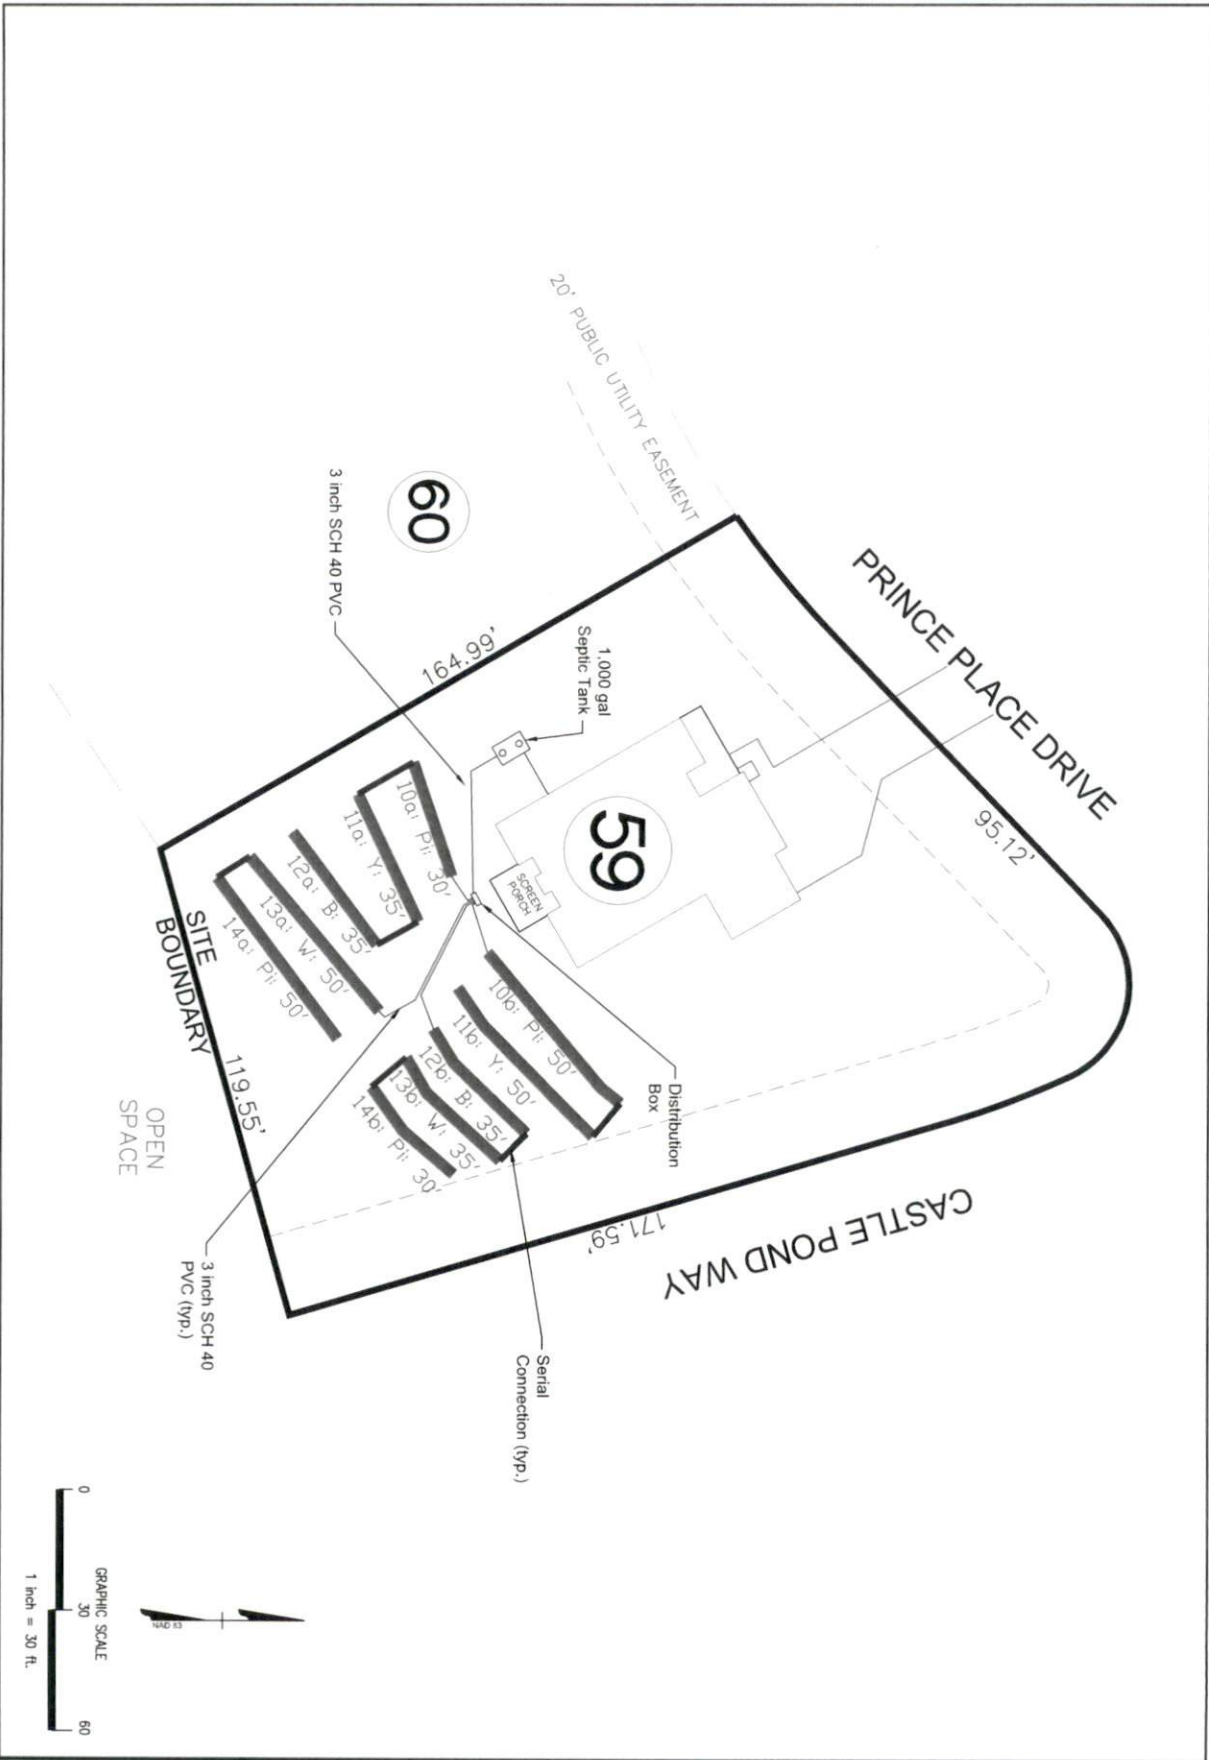 PRINCE PLACE DRIVE
95.12'
20' PUBLIC UTILITY EASEMENT
60
3 inch SCH 40 PVC
164.99'
1,000 gal
Septic Tank
59
SCREEN
PORCH
10a: Pi: 30'
11a: Y: 35'
12a: B: 35'
13a: W: 50'
14a: Pi: 50'
10b: Pi: 50'
11b: Y: 50'
12b: B: 35'
13b: W: 35'
14b: Pi: 30'
Distribution
Box
CASTLE POND WAY
171.59'
SITE
BOUNDARY
119.55'
OPEN
SPACE
3 inch SCH 40
PVC (typ.)
Serial
Connection (typ.)
NAD 83
GRAPHIC SCALE
0 30 60
1 inch = 30 ft.